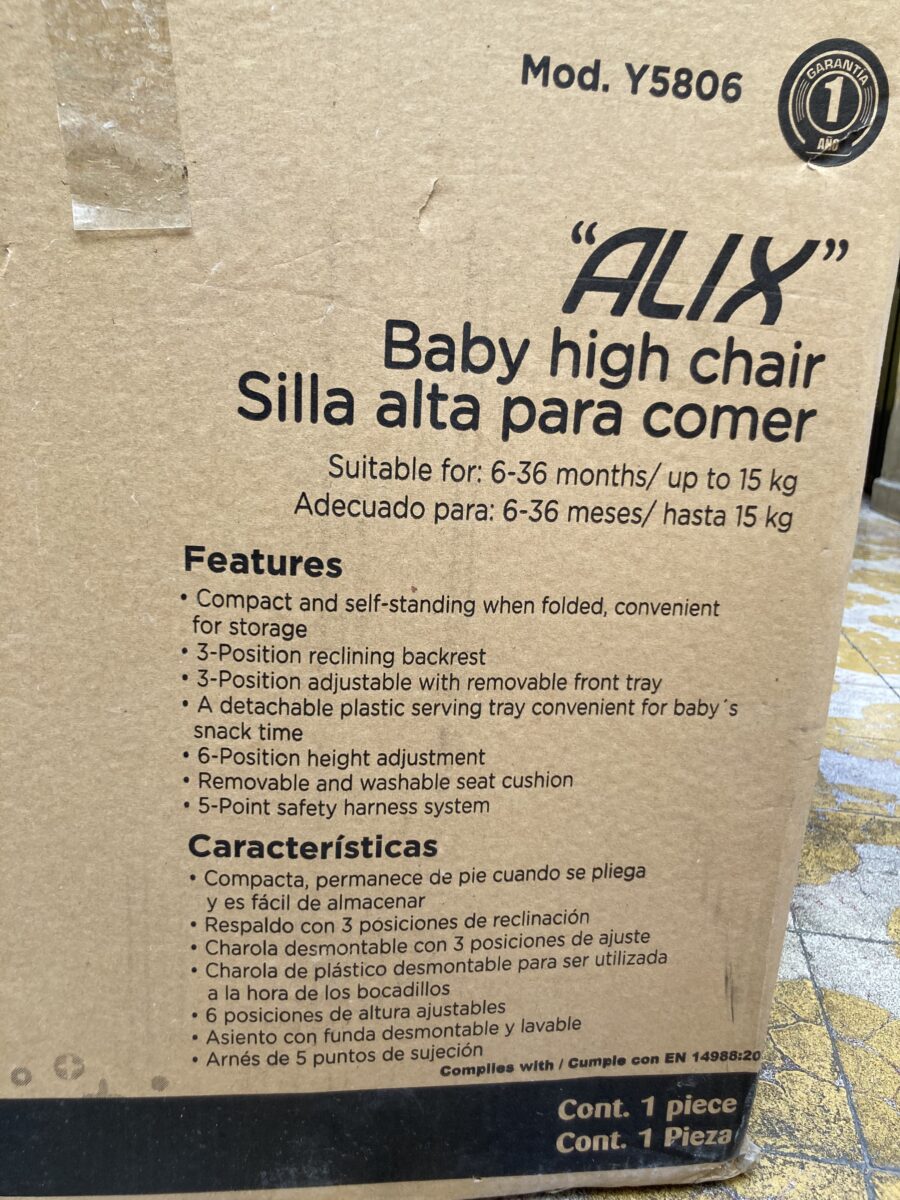 Mod. Y5806
GARANTÍA
1
AÑO
“ALIX”
Baby high chair
Silla alta para comer
Suitable for: 6-36 months/ up to 15 kg
Adecuado para: 6-36 meses/ hasta 15 kg
Features
• Compact and self-standing when folded, convenient
for storage
• 3-Position reclining backrest
• 3-Position adjustable with removable front tray
• A detachable plastic serving tray convenient for baby´s
snack time
• 6-Position height adjustment
• Removable and washable seat cushion
• 5-Point safety harness system
Características
• Compacta, permanece de pie cuando se pliega
y es fácil de almacenar
• Respaldo con 3 posiciones de reclinación
• Charola desmontable con 3 posiciones de ajuste
• Charola de plástico desmontable para ser utilizada
a la hora de los bocadillos
• 6 posiciones de altura ajustables
• Asiento con funda desmontable y lavable
• Arnés de 5 puntos de sujeción
Complies with / Cumple con EN 14988:20
Cont. 1 piece
Cont. 1 Pieza